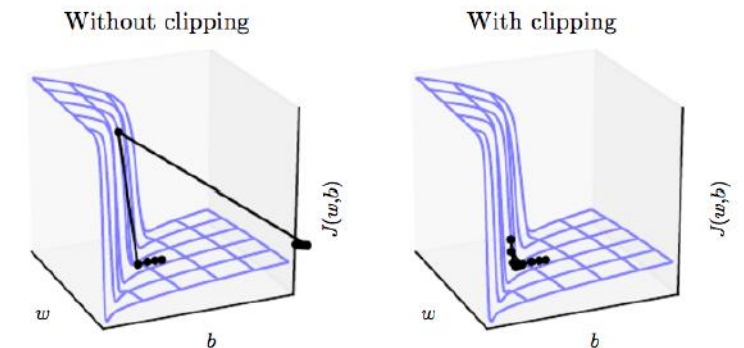 Without clipping
With clipping
J(w,b)
J(w,b)
w
w
b
b